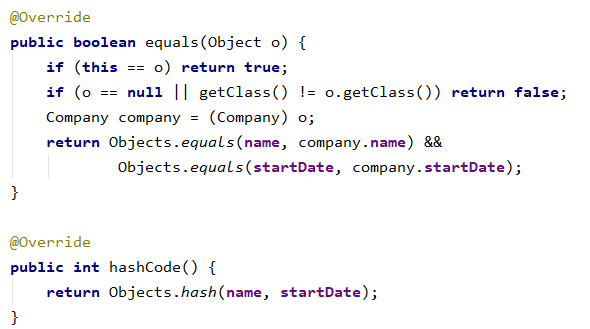 @Override
public boolean equals(Object o) {
    if (this == o) return true;
    if (o == null || getClass() != o.getClass()) return false;
    Company company = (Company) o;
    return Objects.equals(name, company.name) &&
            Objects.equals(startDate, company.startDate);
}

@Override
public int hashCode() {
    return Objects.hash(name, startDate);
}